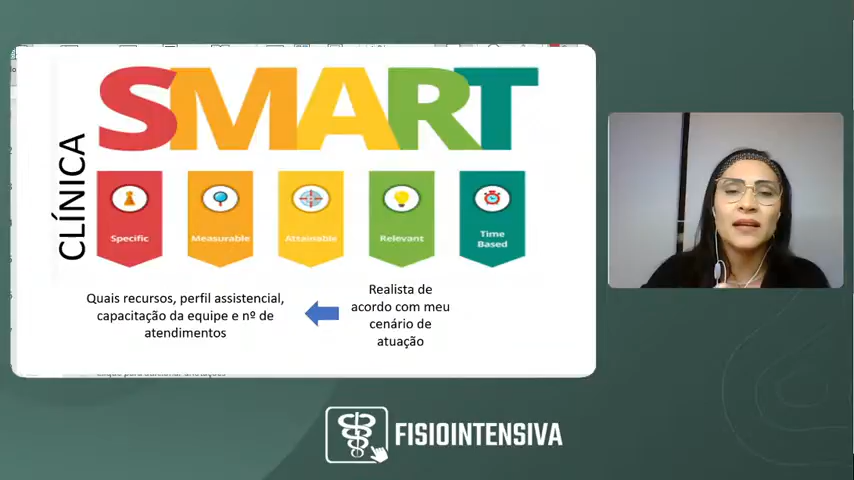 SMART
CLÍNICA
Specific
Measurable
Attainable
Relevant
Time
Based
Quais recursos, perfil assistencial,
capacitação da equipe e nº de
atendimentos
Realista de
acordo com meu
cenário de
atuação
FISIOINTENSIVA